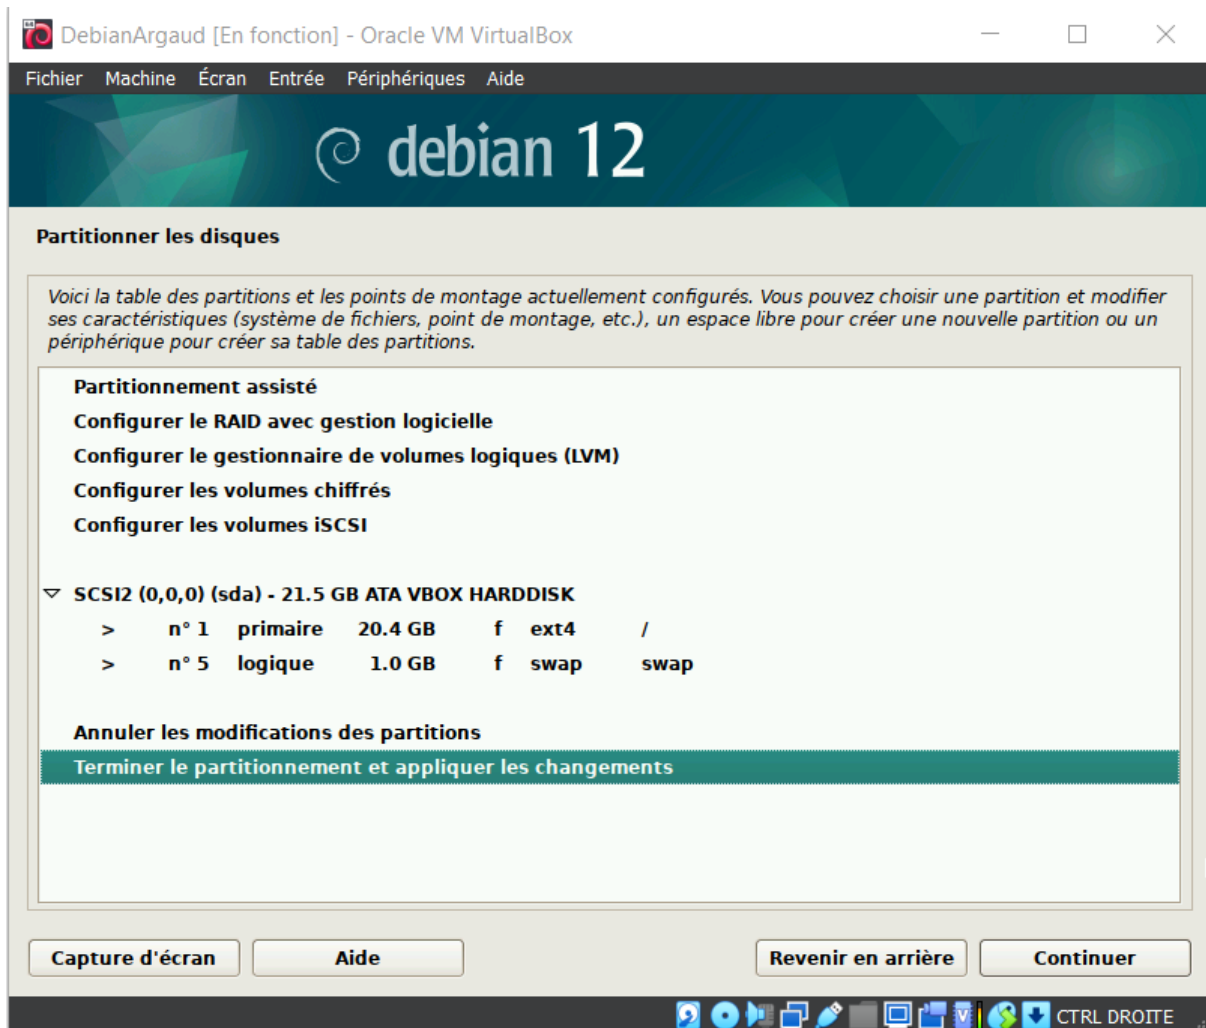 DebianArgaud [En fonction] - Oracle VM VirtualBox
Fichier Machine Écran Entrée Périphériques Aide
debian 12
Partitionner les disques
Voici la table des partitions et les points de montage actuellement configurés. Vous pouvez choisir une partition et modifier
ses caractéristiques (système de fichiers, point de montage, etc.), un espace libre pour créer une nouvelle partition ou un
périphérique pour créer sa table des partitions.
Partitionnement assisté
Configurer le RAID avec gestion logicielle
Configurer le gestionnaire de volumes logiques (LVM)
Configurer les volumes chiffrés
Configurer les volumes iSCSI
SCSI2 (0,0,0) (sda) - 21.5 GB ATA VBOX HARDDISK
> n° 1 primaire 20.4 GB f ext4 /
> n° 5 logique 1.0 GB f swap swap
Annuler les modifications des partitions
Terminer le partitionnement et appliquer les changements
Capture d'écran Aide Revenir en arrière Continuer
CTRL DROITE